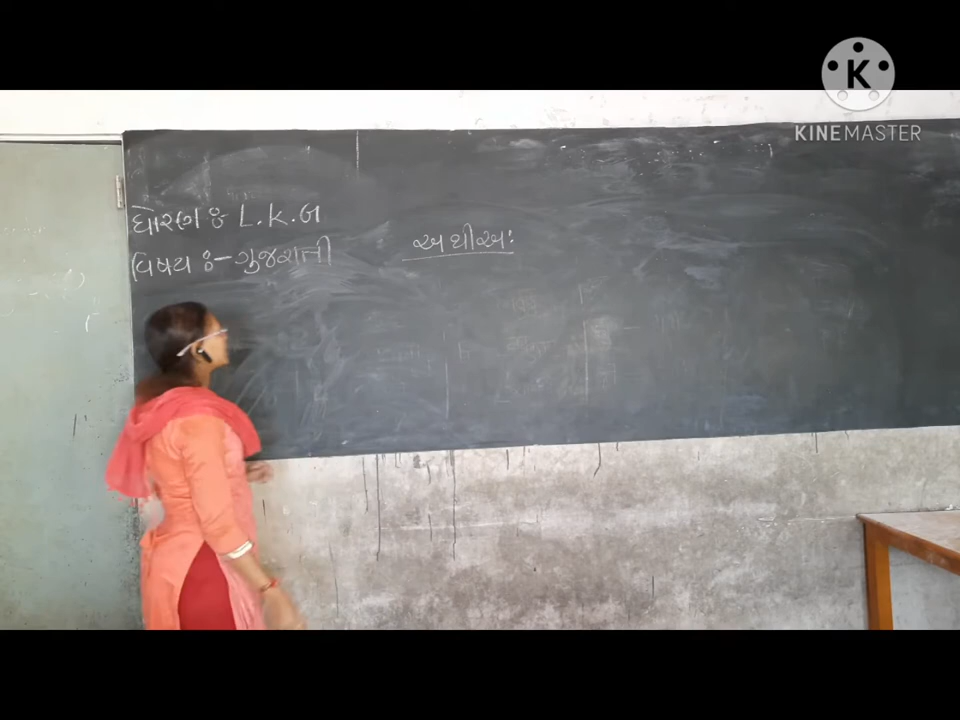 K
KINEMASTER
ધોરણ ઃ L.K.G
વિષય ઃ- ગુજરાતી
અ થી અઃ